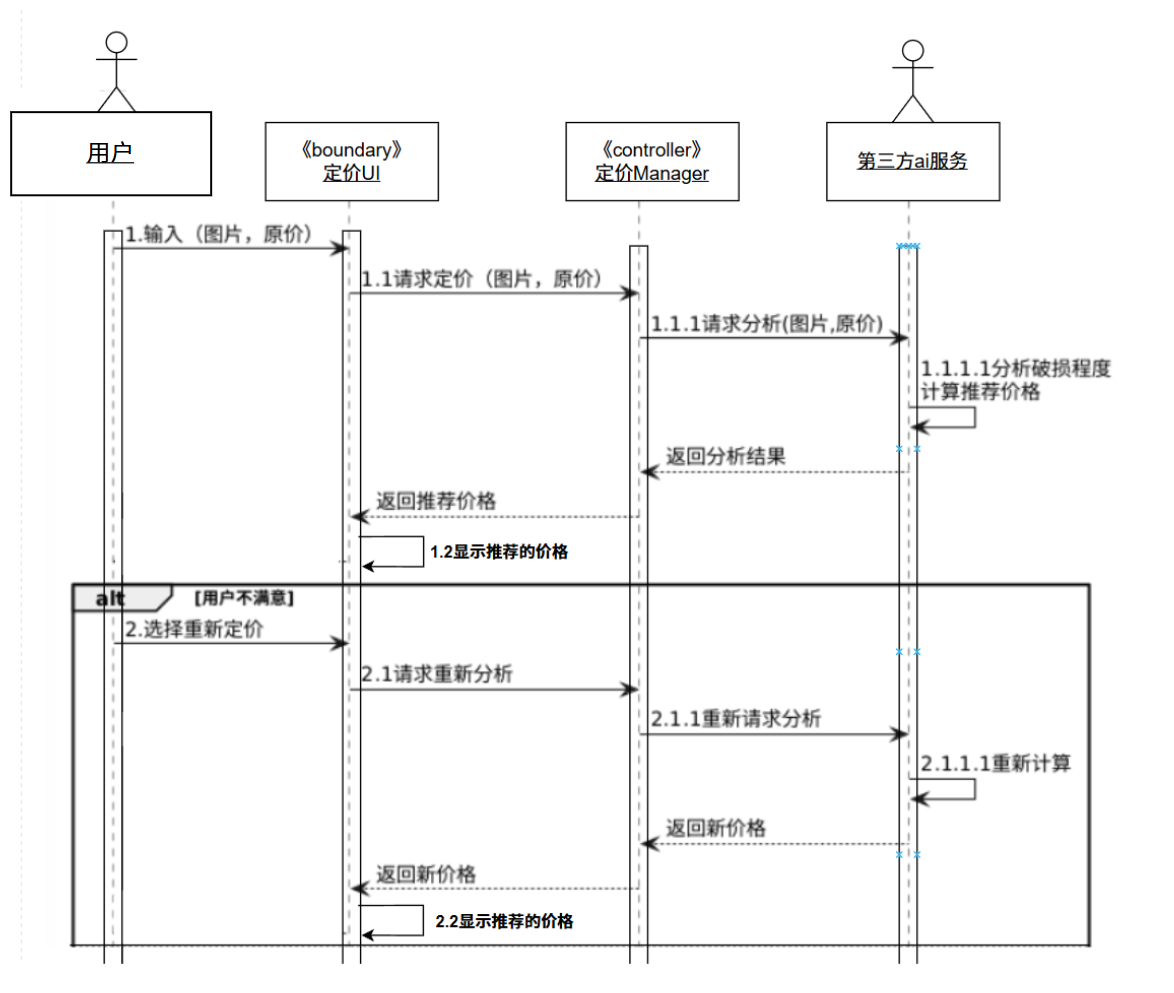 用户
《boundary》
定价UI
《controller》
定价Manager
第三方ai服务
1.输入（图片，原价）
1.1请求定价（图片，原价）
1.1.1请求分析(图片,原价)
1.1.1.1分析破损程度
计算推荐价格
返回分析结果
返回推荐价格
1.2显示推荐的价格
alt
[用户不满意]
2.选择重新定价
2.1请求重新分析
2.1.1重新请求分析
2.1.1.1重新计算
返回新价格
返回新价格
2.2显示推荐的价格